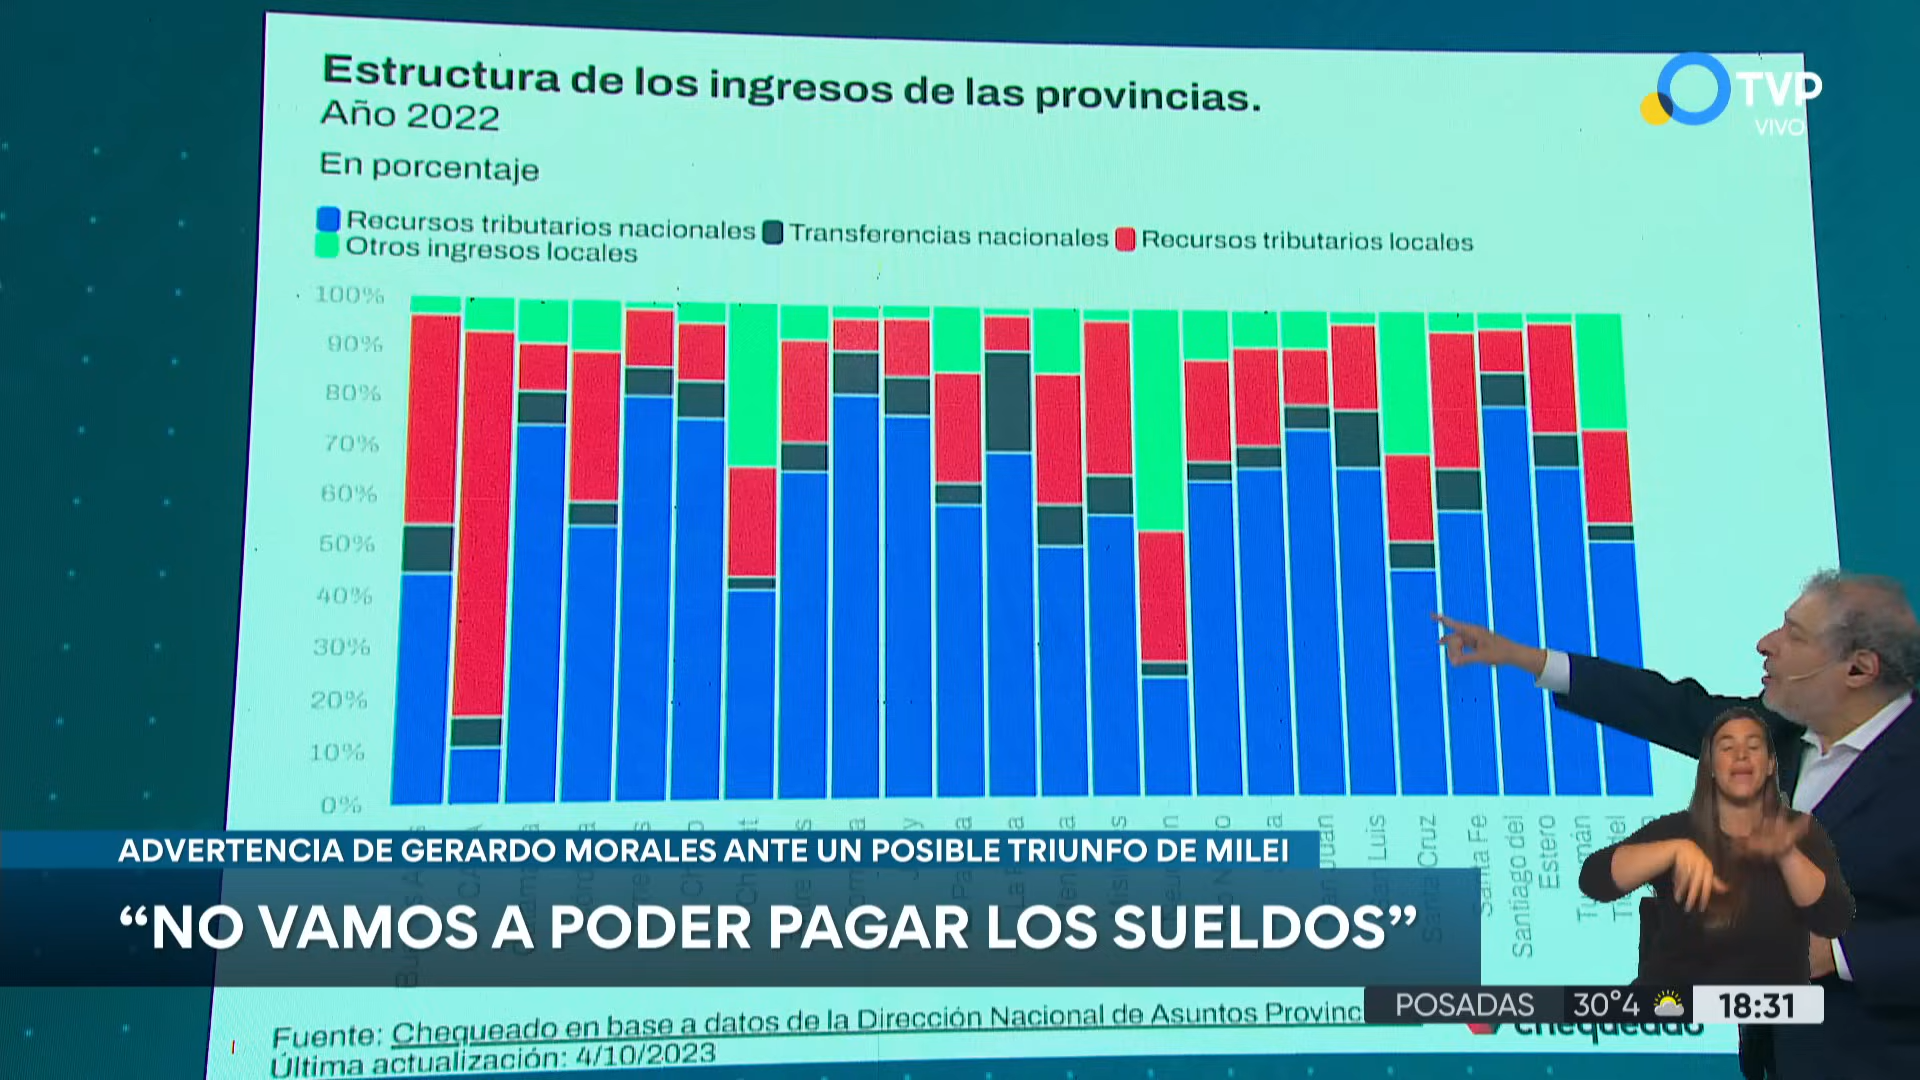 Estructura de los ingresos de las provincias.
Año 2022
En porcentaje
Recursos tributarios nacionales Transferencias nacionales Recursos tributarios locales
Otros ingresos locales
100%
90%
80%
70%
60%
50%
40%
30%
20%
10%
0%
San Luis
Santa Cruz
Santa Fe
Santiago del
Estero
Tucumán
TVP
VIVO
ADVERTENCIA DE GERARDO MORALES ANTE UN POSIBLE TRIUNFO DE MILEI
“NO VAMOS A PODER PAGAR LOS SUELDOS”
POSADAS 30°4 18:31
Fuente: Chequeado en base a datos de la Dirección Nacional de Asuntos Provinc
Última actualización: 4/10/2023
chequeado